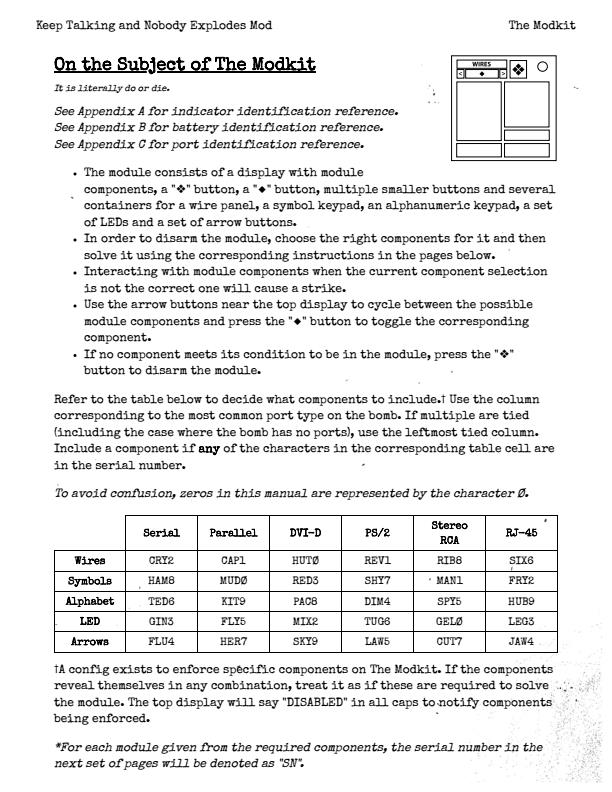 Keep Talking and Nobody Explodes Mod The Modkit
On the Subject of The Modkit
WIRES
< ◆ > ❖
It is literally do or die.
See Appendix A for indicator identification reference.
See Appendix B for battery identification reference.
See Appendix C for port identification reference.
• The module consists of a display with module
components, a "❖" button, a "◆" button, multiple smaller buttons and several
containers for a wire panel, a symbol keypad, an alphanumeric keypad, a set
of LEDs and a set of arrow buttons.
• In order to disarm the module, choose the right components for it and then
solve it using the corresponding instructions in the pages below.
• Interacting with module components when the current component selection
is not the correct one will cause a strike.
• Use the arrow buttons near the top display to cycle between the possible
module components and press the "◆" button to toggle the corresponding
component.
• If no component meets its condition to be in the module, press the "❖"
button to disarm the module.
Refer to the table below to decide what components to include.† Use the column
corresponding to the most common port type on the bomb. If multiple are tied
(including the case where the bomb has no ports), use the leftmost tied column.
Include a component if any of the characters in the corresponding table cell are
in the serial number.
To avoid confusion, zeros in this manual are represented by the character Ø.
Serial Parallel DVI-D PS/2 Stereo RCA RJ-45
Wires CRY2 CAP1 HUTØ REV1 RIB8 SIX6
Symbols HAM8 MUDØ RED3 SHY7 MAN1 FRY2
Alphabet TED6 KIT9 PAC8 DIM4 SPY5 HUB9
LED GIN3 FLY5 MIX2 TUG6 GELØ LEG3
Arrows FLU4 HER7 SKY9 LAW5 CUT7 JAW4
†A config exists to enforce specific components on The Modkit. If the components
reveal themselves in any combination, treat it as if these are required to solve
the module. The top display will say "DISABLED" in all caps to notify components
being enforced.
*For each module given from the required components, the serial number in the
next set of pages will be denoted as "SN".